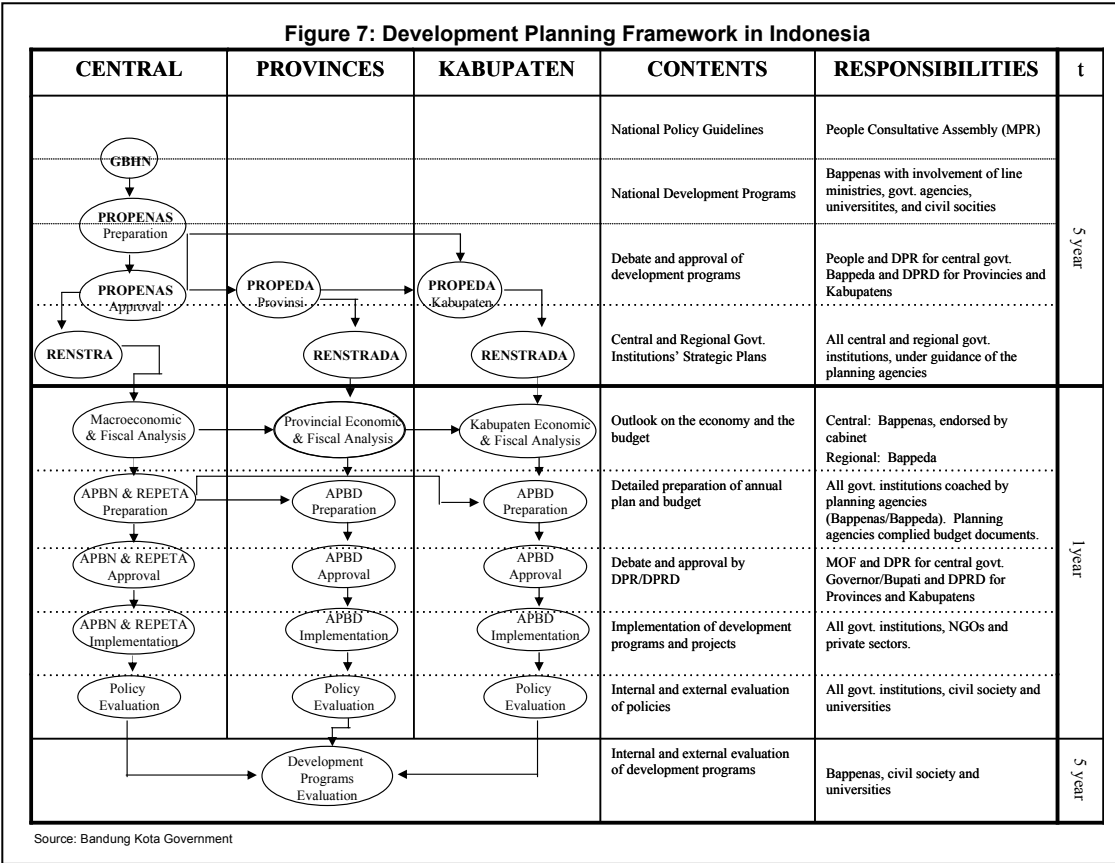 Figure 7: Development Planning Framework in Indonesia
CENTRAL PROVINCES KABUPATEN CONTENTS RESPONSIBILITIES t
National Policy Guidelines
People Consultative Assembly (MPR)
GBHN
National Development Programs
Bappenas with involvement of line
ministries, govt. agencies,
universitites, and civil socities
PROPENAS
Preparation
5 year
Debate and approval of
development programs
People and DPR for central govt.
Bappeda and DPRD for Provincies and
Kabupatens
PROPENAS
Approval
PROPEDA
Provinsi
PROPEDA
Kabupaten
RENSTRA
RENSTRADA
RENSTRADA
Central and Regional Govt.
Institutions' Strategic Plans
All central and regional govt.
institutions, under guidance of the
planning agencies
Macroeconomic
& Fiscal Analysis
Provincial Economic
& Fiscal Analysis
Kabupaten Economic
& Fiscal Analysis
Outlook on the economy and the
budget
Central: Bappenas, endorsed by
cabinet
Regional: Bappeda
APBN & REPETA
Preparation
APBD
Preparation
APBD
Preparation
Detailed preparation of annual
plan and budget
All govt. institutions coached by
planning agencies
(Bappenas/Bappeda). Planning
agencies complied budget documents.
1year
APBN & REPETA
Approval
APBD
Approval
APBD
Approval
Debate and approval by
DPR/DPRD
MOF and DPR for central govt.
Governor/Bupati and DPRD for
Provinces and Kabupatens
APBN & REPETA
Implementation
APBD
Implementation
APBD
Implementation
Implementation of development
programs and projects
All govt. institutions, NGOs and
private sectors.
Policy
Evaluation
Policy
Evaluation
Policy
Evaluation
Internal and external evaluation
of policies
All govt. institutions, civil society and
universities
Development
Programs
Evaluation
Internal and external evaluation
of development programs
Bappenas, civil society and
universities
5 year
Source: Bandung Kota Government